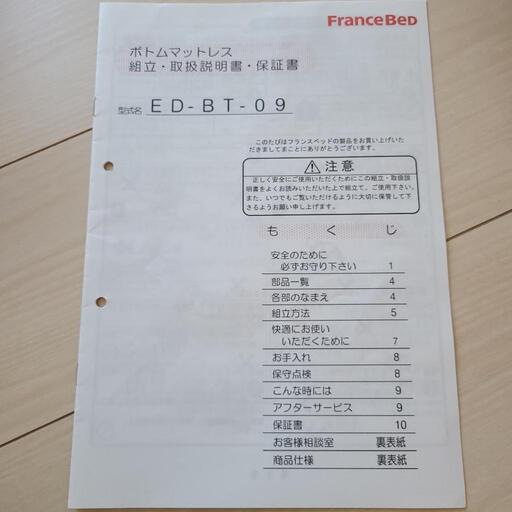 FRANCEBED
ボトムマットレス
組立・取扱説明書・保証書
型式名 ED-BT-09
このたびはフランスベッドの製品をお買い上げいた
だきましてまことにありがとうございます。
注意
正しく安全にご使用いただくためにこの組立・取扱説
明書をよくお読みいただいた上で組立て、ご使用下さい。
また、いつでもご覧いただけるように大切に保管して下
さるようお願い申し上げます。
もくじ
安全のために
必ずお守り下さい 1
部品一覧 4
各部のなまえ 4
組立方法 5
快適にお使い
いただくために 7
お手入れ 8
保守点検 8
こんな時には 9
アフターサービス 9
保証書 10
お客様相談室 裏表紙
商品仕様 裏表紙